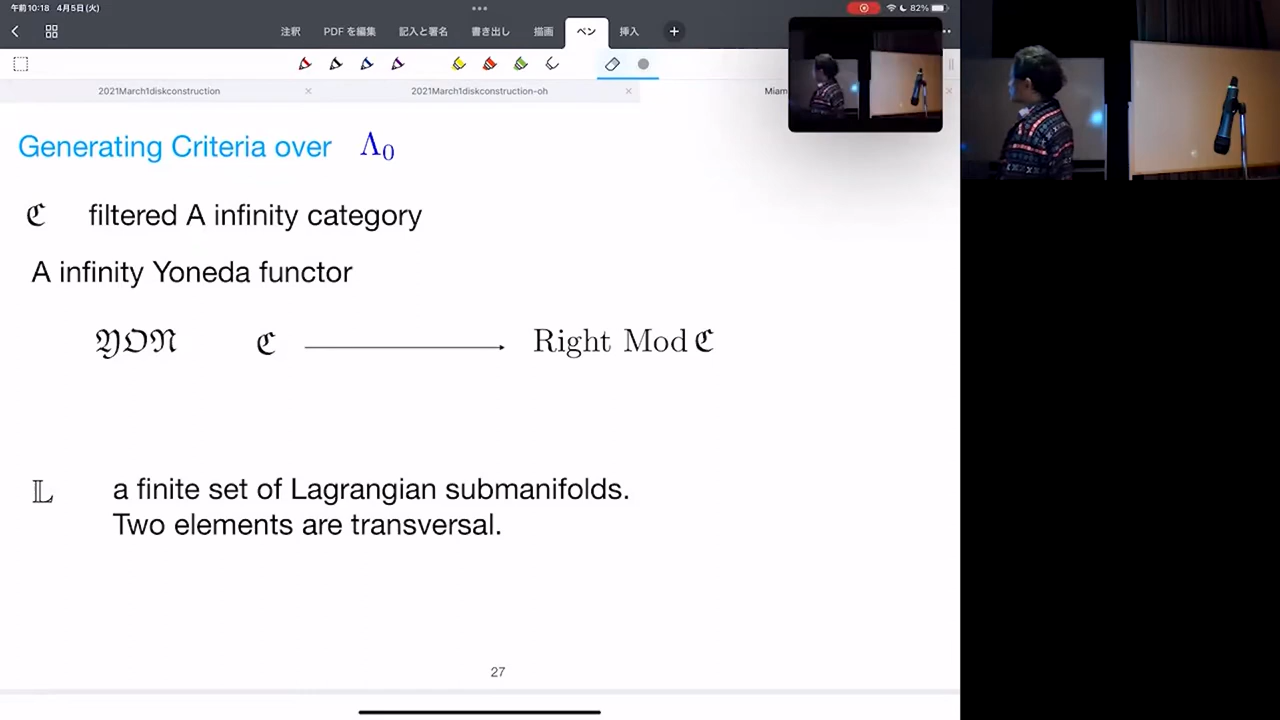 午前10:18 4月5日(火)
82%
注釈 PDF を編集 記入と署名 書き出し 描画 ペン 挿入
2021March1diskconstruction × 2021March1diskconstruction-oh × Miam ×
Generating Criteria over Λ₀
ℭ filtered A infinity category
A infinity Yoneda functor
𝔜𝔒𝔑 ℭ → Right Mod ℭ
𝕃 a finite set of Lagrangian submanifolds.
Two elements are transversal.
27